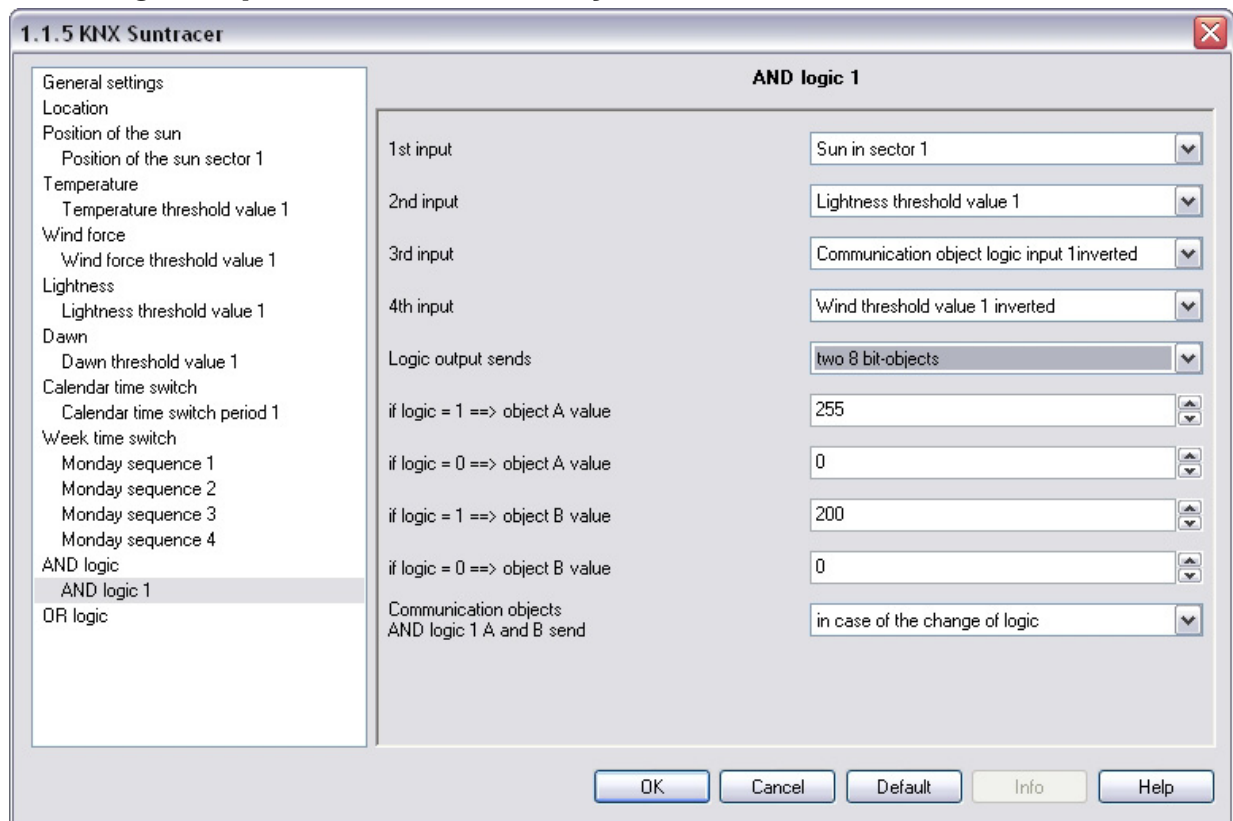 1.1.5 KNX Suntracer
General settings
Location
Position of the sun
Position of the sun sector 1
Temperature
Temperature threshold value 1
Wind force
Wind force threshold value 1
Lightness
Lightness threshold value 1
Dawn
Dawn threshold value 1
Calendar time switch
Calendar time switch period 1
Week time switch
Monday sequence 1
Monday sequence 2
Monday sequence 3
Monday sequence 4
AND logic
AND logic 1
OR logic
AND logic 1
1st input Sun in sector 1
2nd input Lightness threshold value 1
3rd input Communication object logic input 1inverted
4th input Wind threshold value 1 inverted
Logic output sends two 8 bit-objects
if logic = 1 ==> object A value 255
if logic = 0 ==> object A value 0
if logic = 1 ==> object B value 200
if logic = 0 ==> object B value 0
Communication objects
AND logic 1 A and B send in case of the change of logic
OK Cancel Default Info Help